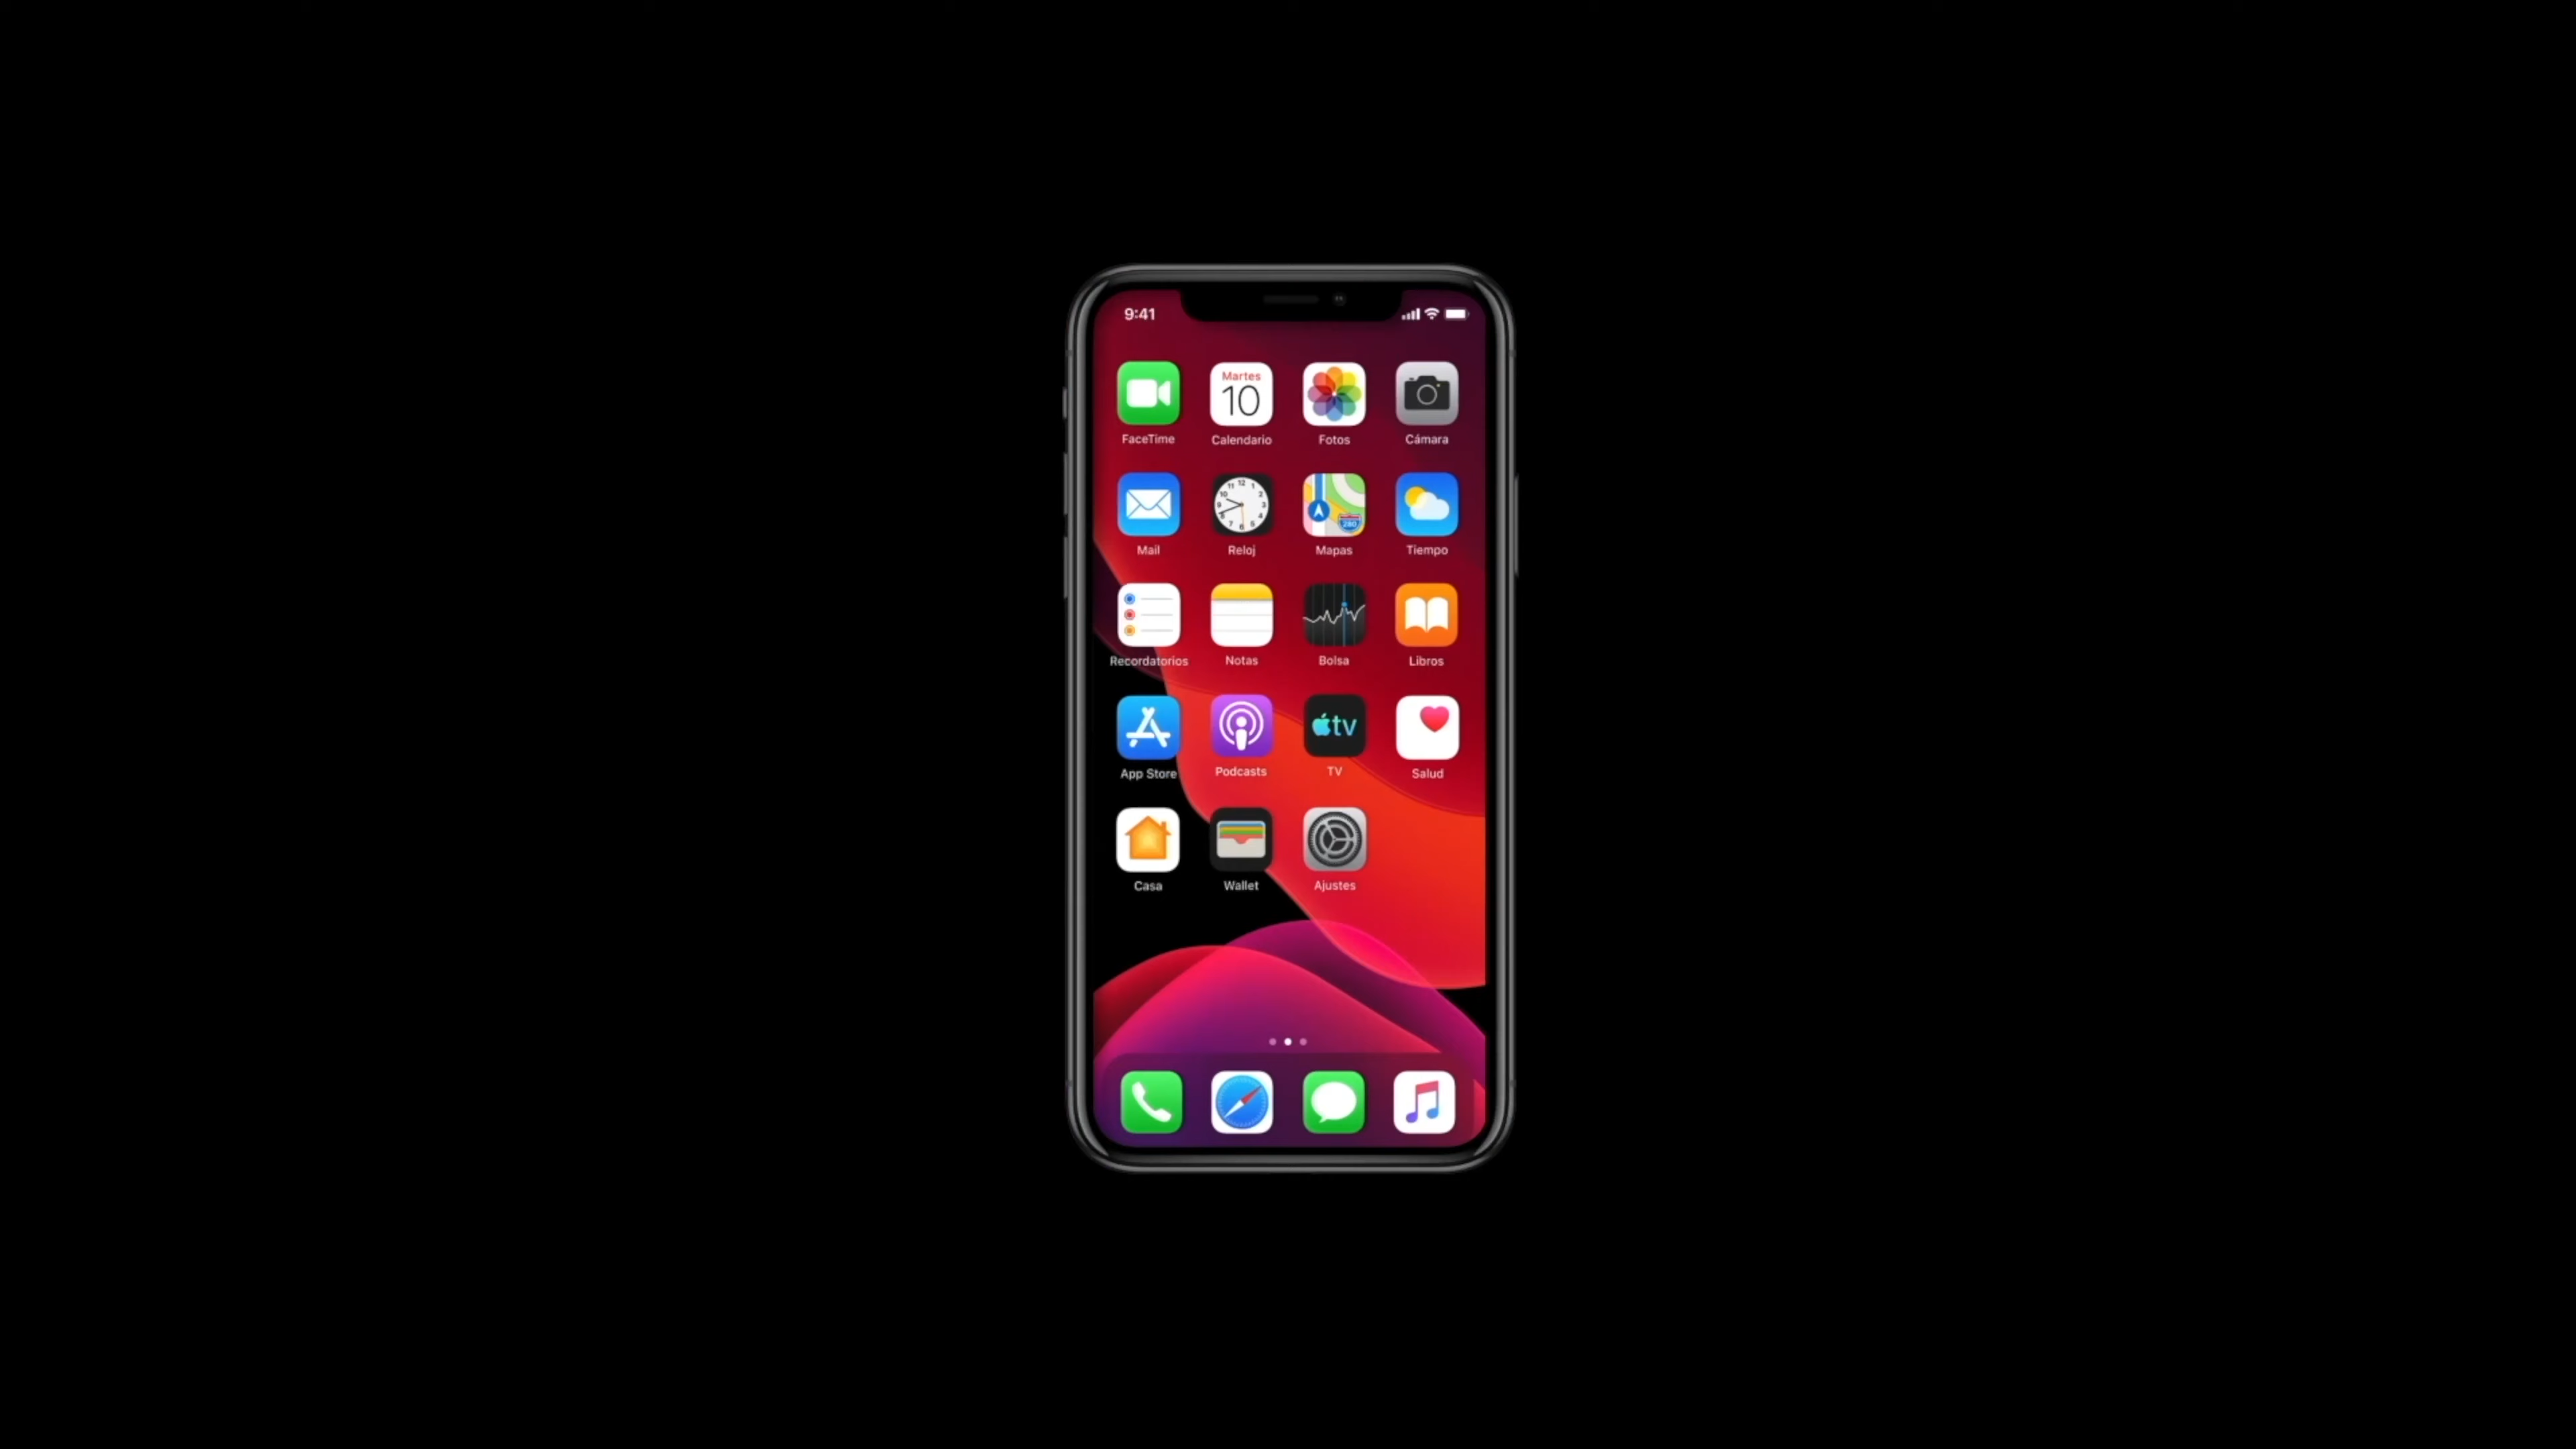 9:41
Martes
10
FaceTime Calendario Fotos Cámara
280
Mail Reloj Mapas Tiempo
Recordatorios Notas Bolsa Libros
tv
App Store Podcasts TV Salud
Casa Wallet Ajustes